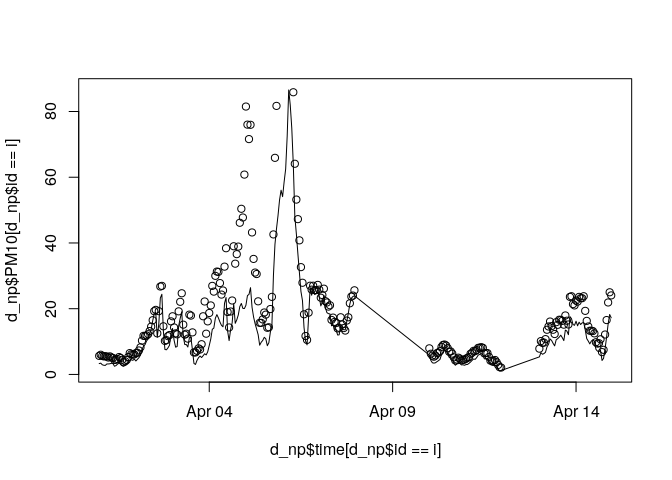 d_np$PM10[d_np$id == i]
80
60
40
20
0
Apr 04 Apr 09 Apr 14
d_np$time[d_np$id == i]